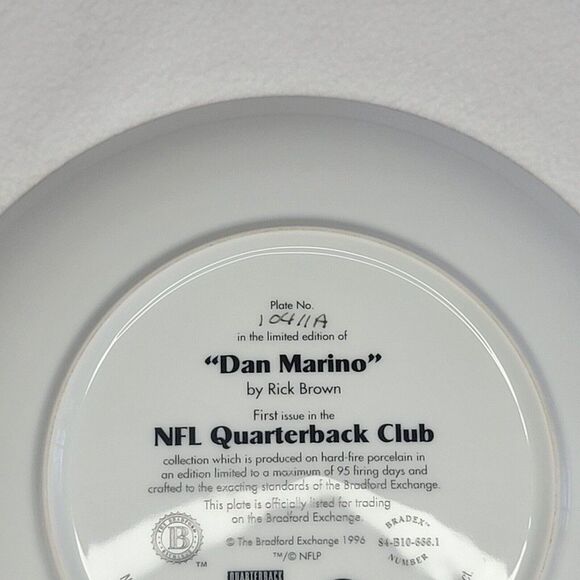 Plate No.
10411A
in the limited edition of
“Dan Marino”
by Rick Brown
First issue in the
NFL Quarterback Club
collection which is produced on hard-fire porcelain in
an edition limited to a maximum of 95 firing days and
crafted to the exacting standards of the Bradford Exchange.
This plate is officially listed for trading
on the Bradford Exchange.
B
TM
© The Bradford Exchange 1996
™/© NFLP
BRADEX™
84-B10-666.1
NUMBER
QUARTERBACK